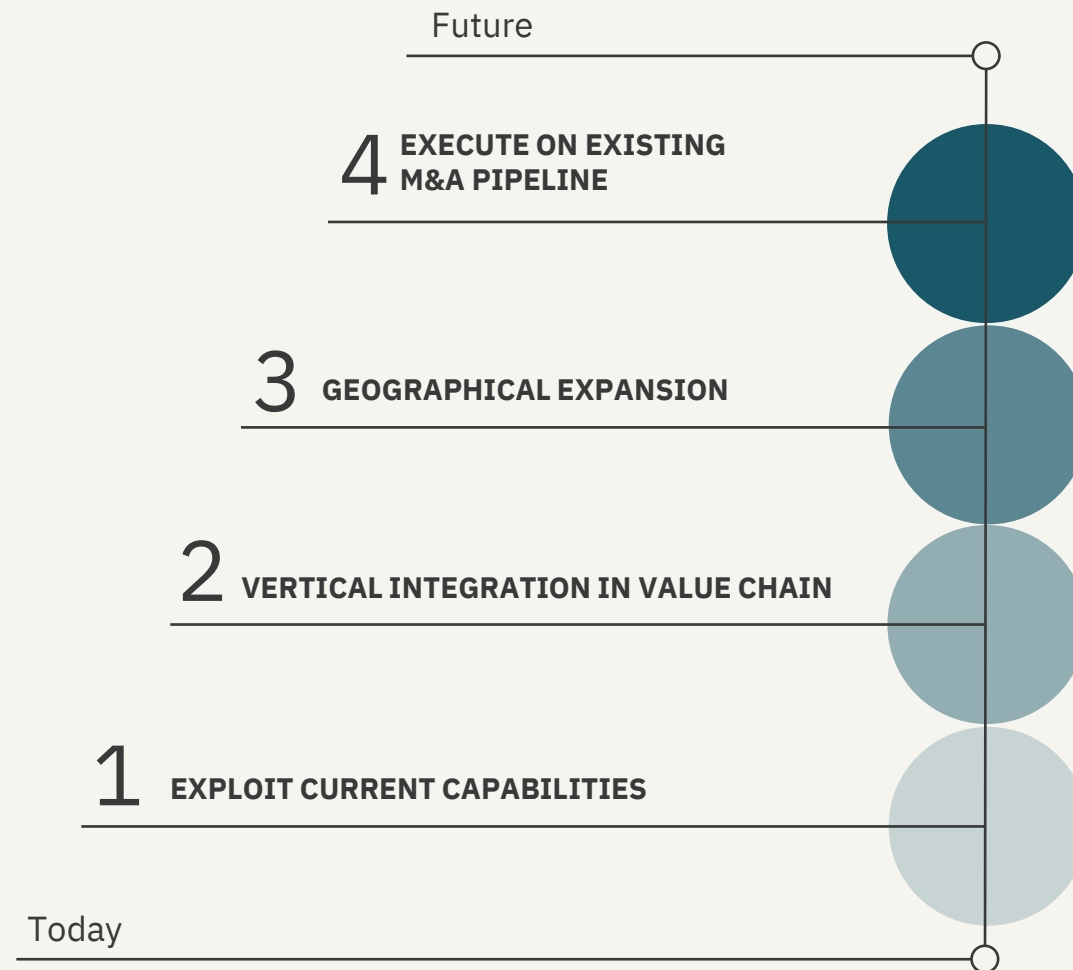 Future
4 EXECUTE ON EXISTING
M&A PIPELINE
3 GEOGRAPHICAL EXPANSION
2 VERTICAL INTEGRATION IN VALUE CHAIN
1 EXPLOIT CURRENT CAPABILITIES
Today